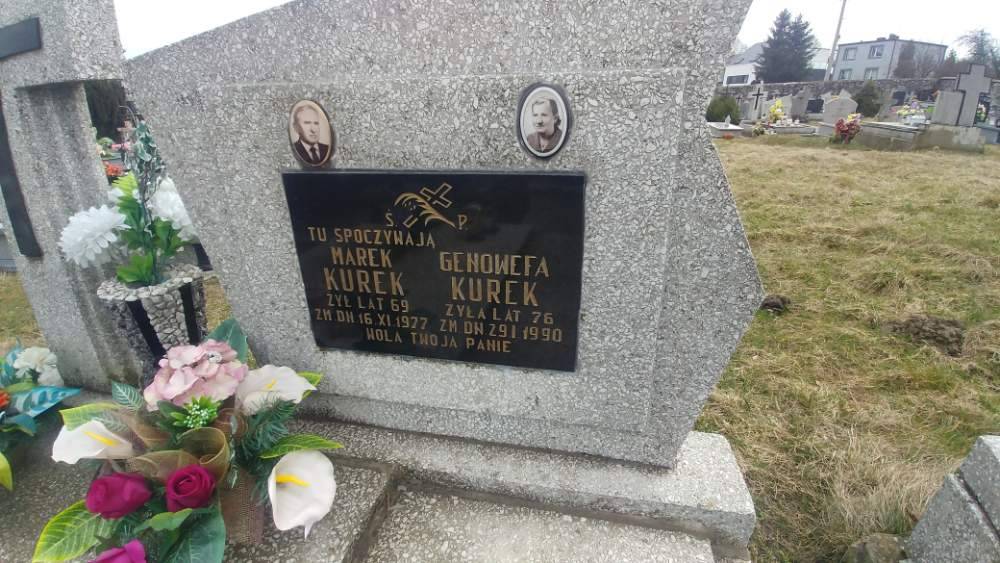 Ś. P.
TU SPOCZYWAJĄ
MAREK
KUREK
ŻYŁ LAT 69
ZM DN 16 XI 1977
GENOWEFA
KUREK
ŻYŁA LAT 76
ZM DN 29 I 1990
WOLA TWOJA PANIE